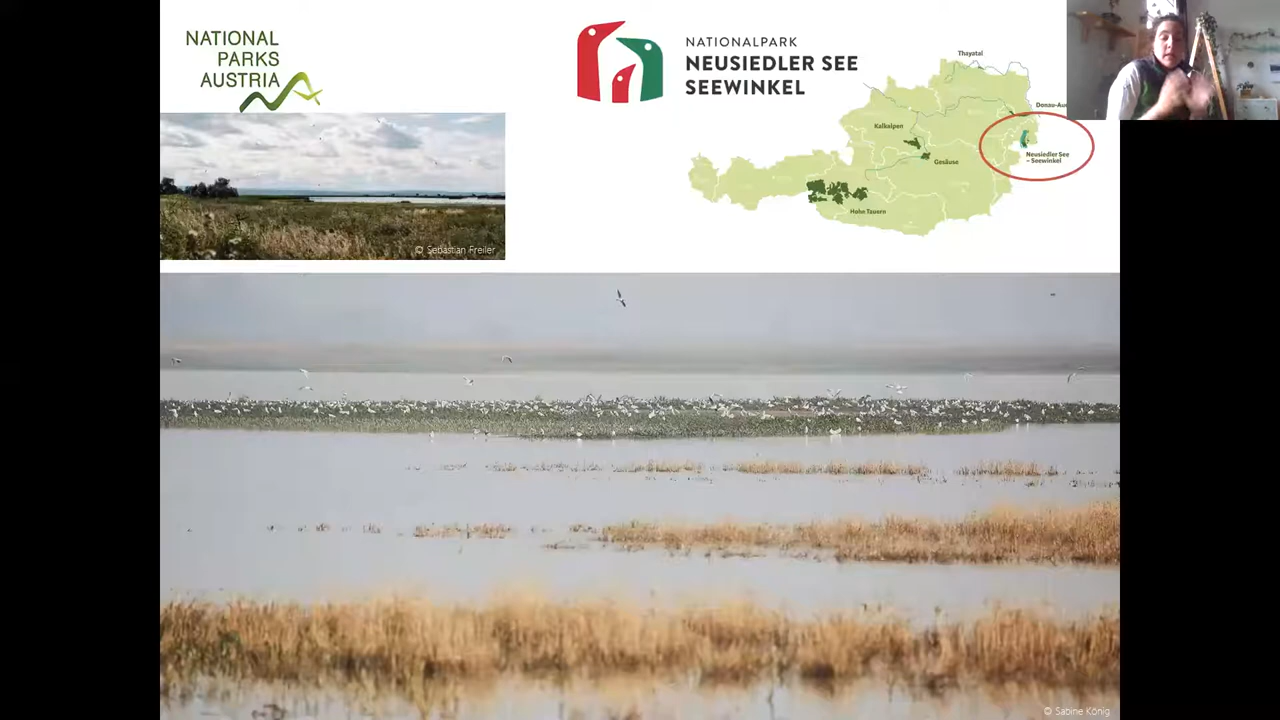 NATIONAL
PARKS
AUSTRIA
© Sebastian Freiler
NATIONALPARK
NEUSIEDLER SEE
SEEWINKEL
Thayatal
Donau-Au
Kalkalpen
Gesäuse
Neusiedler See
– Seewinkel
Hohe Tauern
© Sabine König